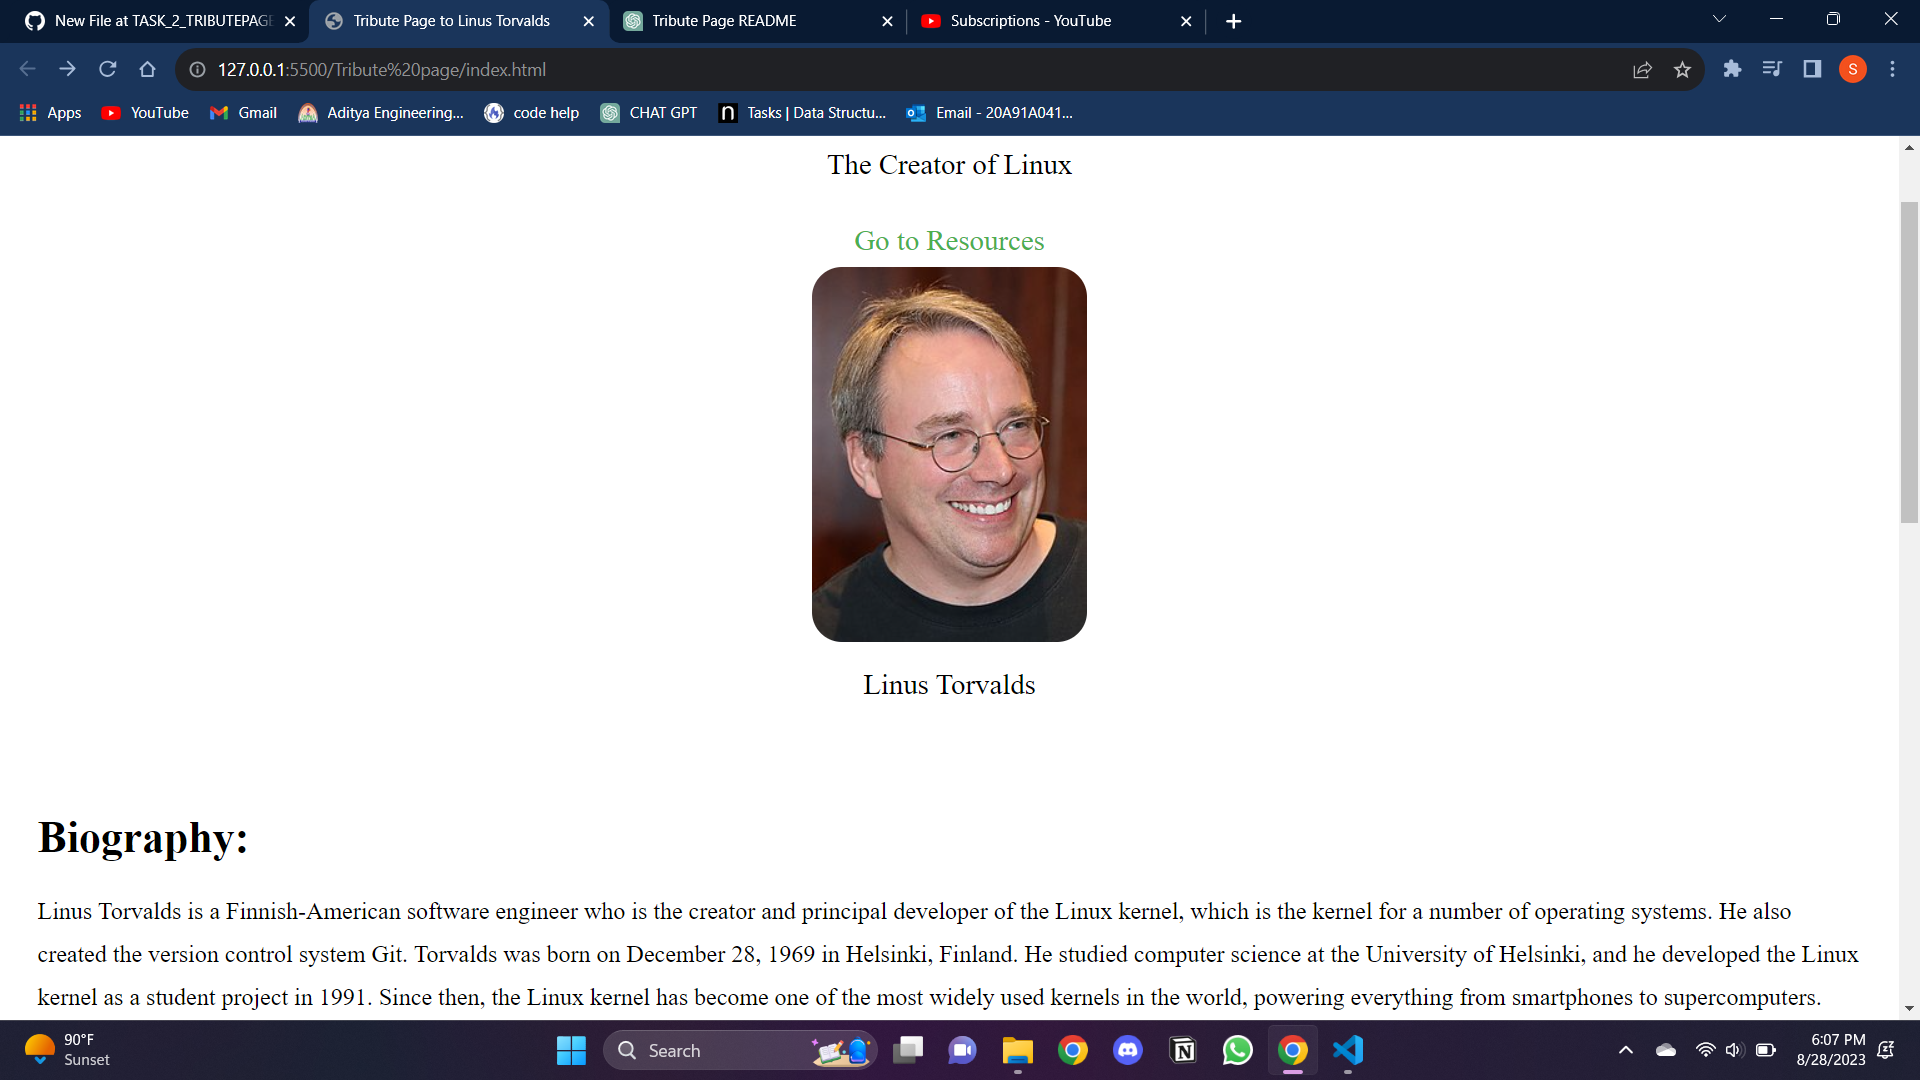 New File at TASK_2_TRIBUTEPAGE
Tribute Page to Linus Torvalds
Tribute Page README
Subscriptions - YouTube
127.0.0.1:5500/Tribute%20page/index.html
S
Apps
YouTube
Gmail
Aditya Engineering...
code help
CHAT GPT
n
Tasks | Data Structu...
Email - 20A91A041...
The Creator of Linux
Go to Resources
Linus Torvalds
Biography:
Linus Torvalds is a Finnish-American software engineer who is the creator and principal developer of the Linux kernel, which is the kernel for a number of operating systems. He also
created the version control system Git. Torvalds was born on December 28, 1969 in Helsinki, Finland. He studied computer science at the University of Helsinki, and he developed the Linux
kernel as a student project in 1991. Since then, the Linux kernel has become one of the most widely used kernels in the world, powering everything from smartphones to supercomputers.
90°F
Sunset
Search
6:07 PM
8/28/2023